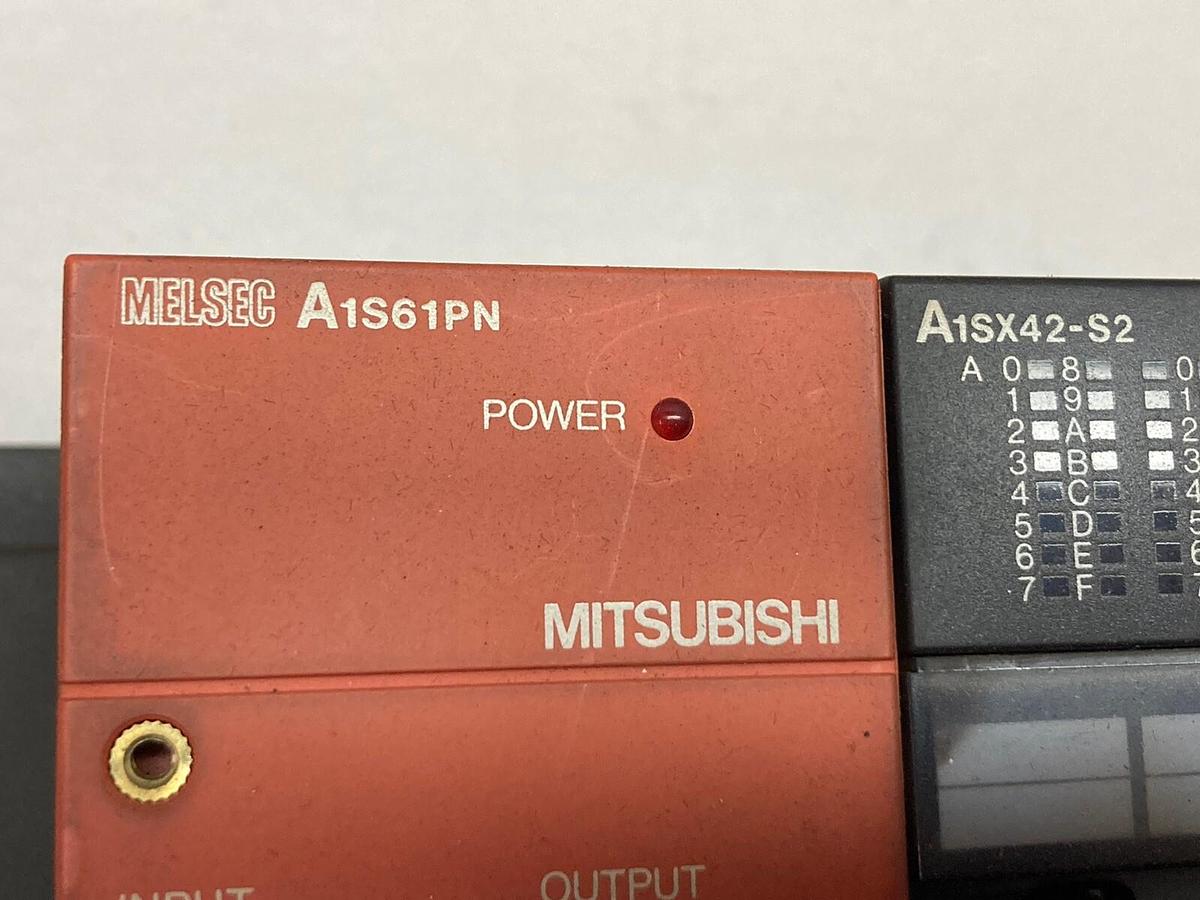 MELSEC A1S61PN
POWER
MITSUBISHI
INPUT
OUTPUT
A1SX42-S2
A 0 8 0
1 9 1
2 A 2
3 B 3
4 C 4
5 D 5
6 E 6
7 F